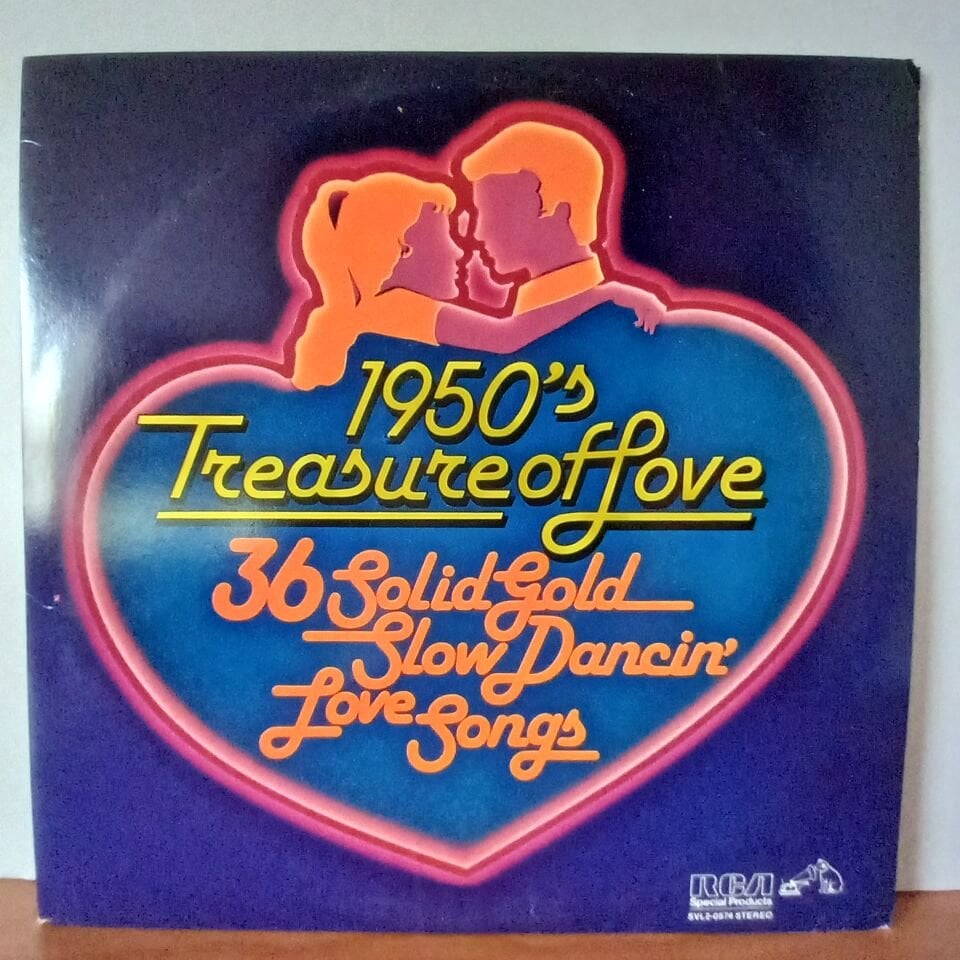 1950's
Treasure of Love
36 Solid Gold
Slow Dancin'
Love Songs
RCA
Special Products
SVL2-0574 STEREO